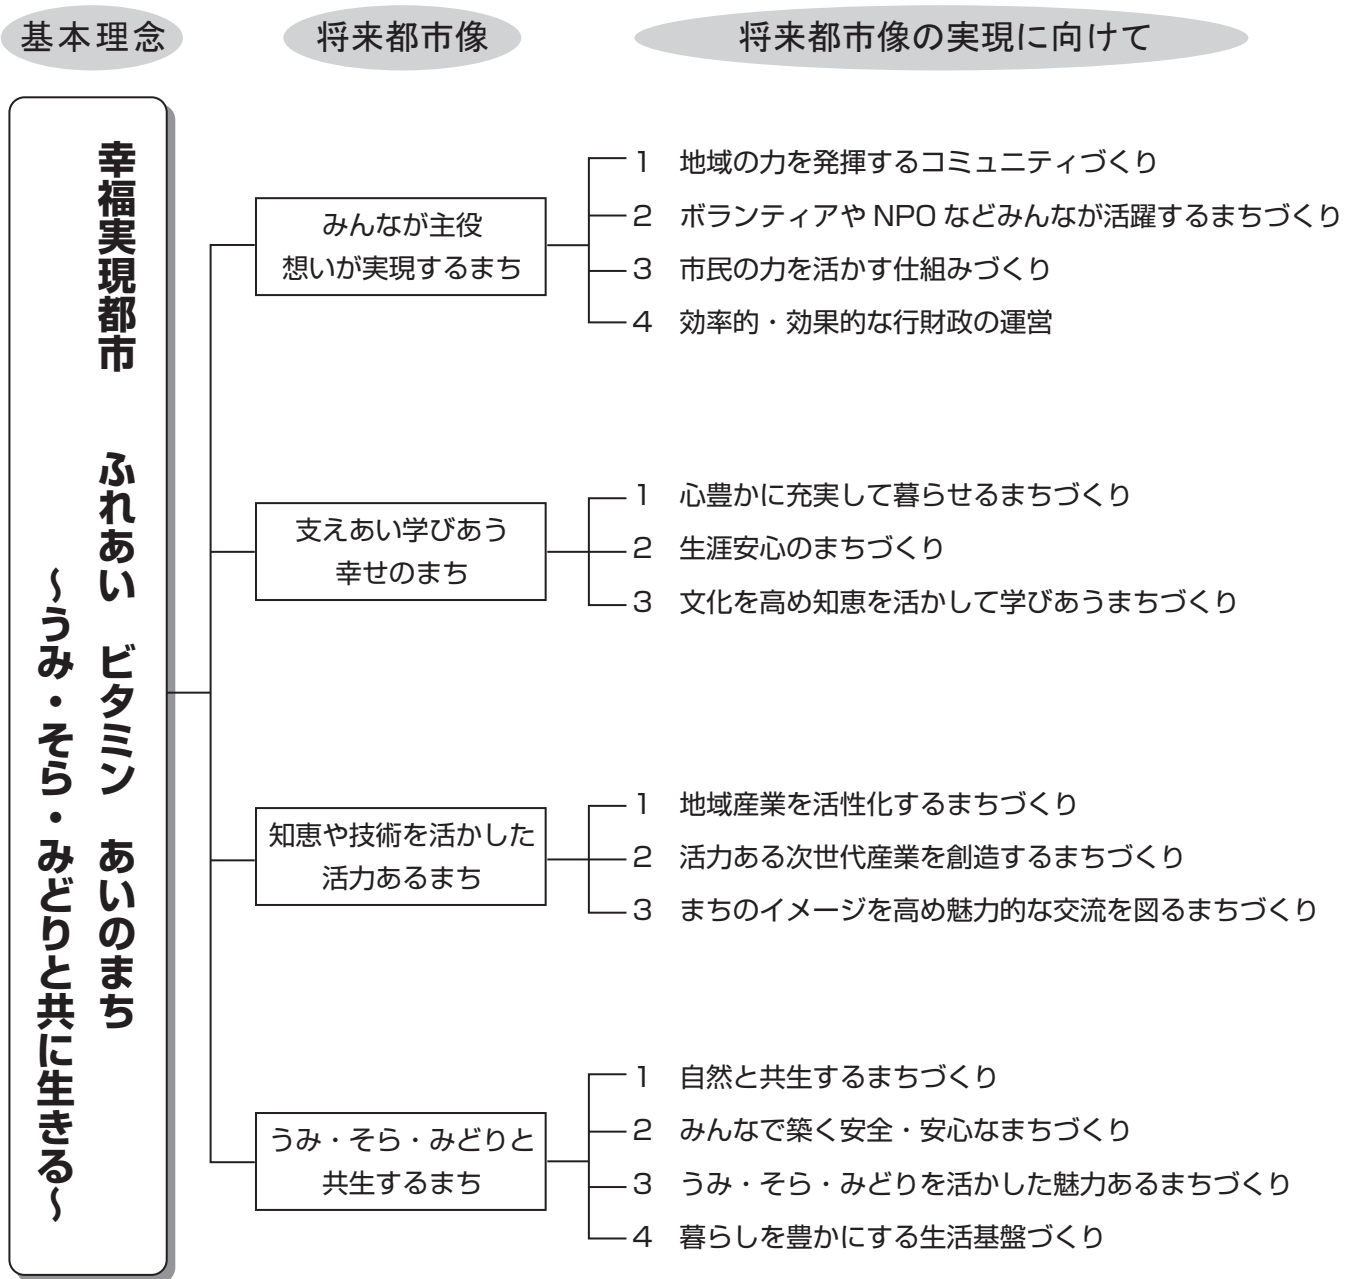 基本理念
将来都市像
将来都市像の実現に向けて
幸福実現都市　ふれあい　ビタミン　あいのまち
～うみ・そら・みどりと共に生きる～
みんなが主役
想いが実現するまち
1　地域の力を発揮するコミュニティづくり
2　ボランティアや NPO などみんなが活躍するまちづくり
3　市民の力を活かす仕組みづくり
4　効率的・効果的な行財政の運営
支えあい学びあう
幸せのまち
1　心豊かに充実して暮らせるまちづくり
2　生涯安心のまちづくり
3　文化を高め知恵を活かして学びあうまちづくり
知恵や技術を活かした
活力あるまち
1　地域産業を活性化するまちづくり
2　活力ある次世代産業を創造するまちづくり
3　まちのイメージを高め魅力的な交流を図るまちづくり
うみ・そら・みどりと
共生するまち
1　自然と共生するまちづくり
2　みんなで築く安全・安心なまちづくり
3　うみ・そら・みどりを活かした魅力あるまちづくり
4　暮らしを豊かにする生活基盤づくり